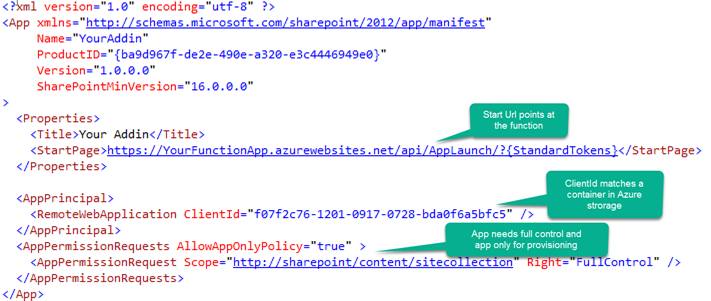 <?xml version="1.0" encoding="utf-8" ?>
<App xmlns="http://schemas.microsoft.com/sharepoint/2012/app/manifest"
Name="YourAddin"
ProductID="{ba9d967f-de2e-490e-a320-e3c4446949e0}"
Version="1.0.0.0"
SharePointMinVersion="16.0.0.0"
>
<Properties>
Start Url points at
the function
<Title>Your Addin</Title>
<StartPage>https://YourFunctionApp.azurewebsites.net/api/AppLaunch/?{StandardTokens}</StartPage>
</Properties>
ClientId matches a
container in Azure
strorage
<AppPrincipal>
<RemoteWebApplication ClientId="f07f2c76-1201-0917-0728-bda0f6a5bfc5" />
</AppPrincipal>
App needs full control and
app only for provisioning
<AppPermissionRequests AllowAppOnlyPolicy="true" >
<AppPermissionRequest Scope="http://sharepoint/content/sitecollection" Right="FullControl" />
</AppPermissionRequests>
</App>